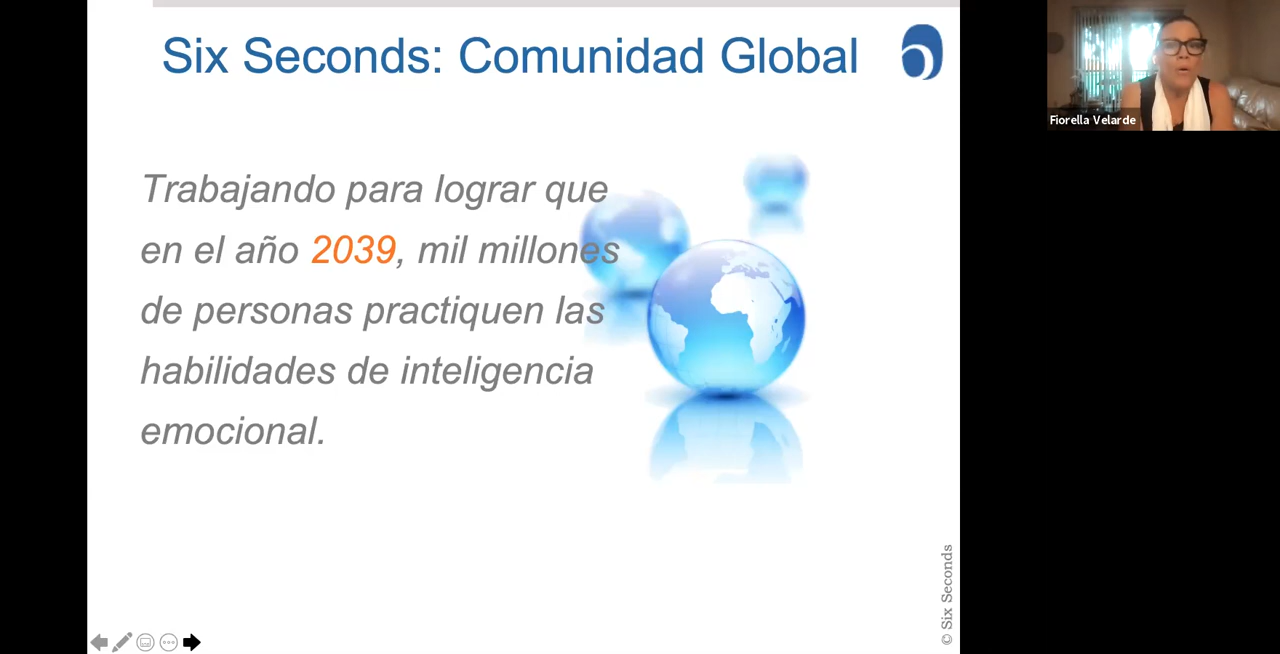 Six Seconds: Comunidad Global
Trabajando para lograr que
en el año 2039, mil millones
de personas practiquen las
habilidades de inteligencia
emocional.
© Six Seconds
Fiorella Velarde